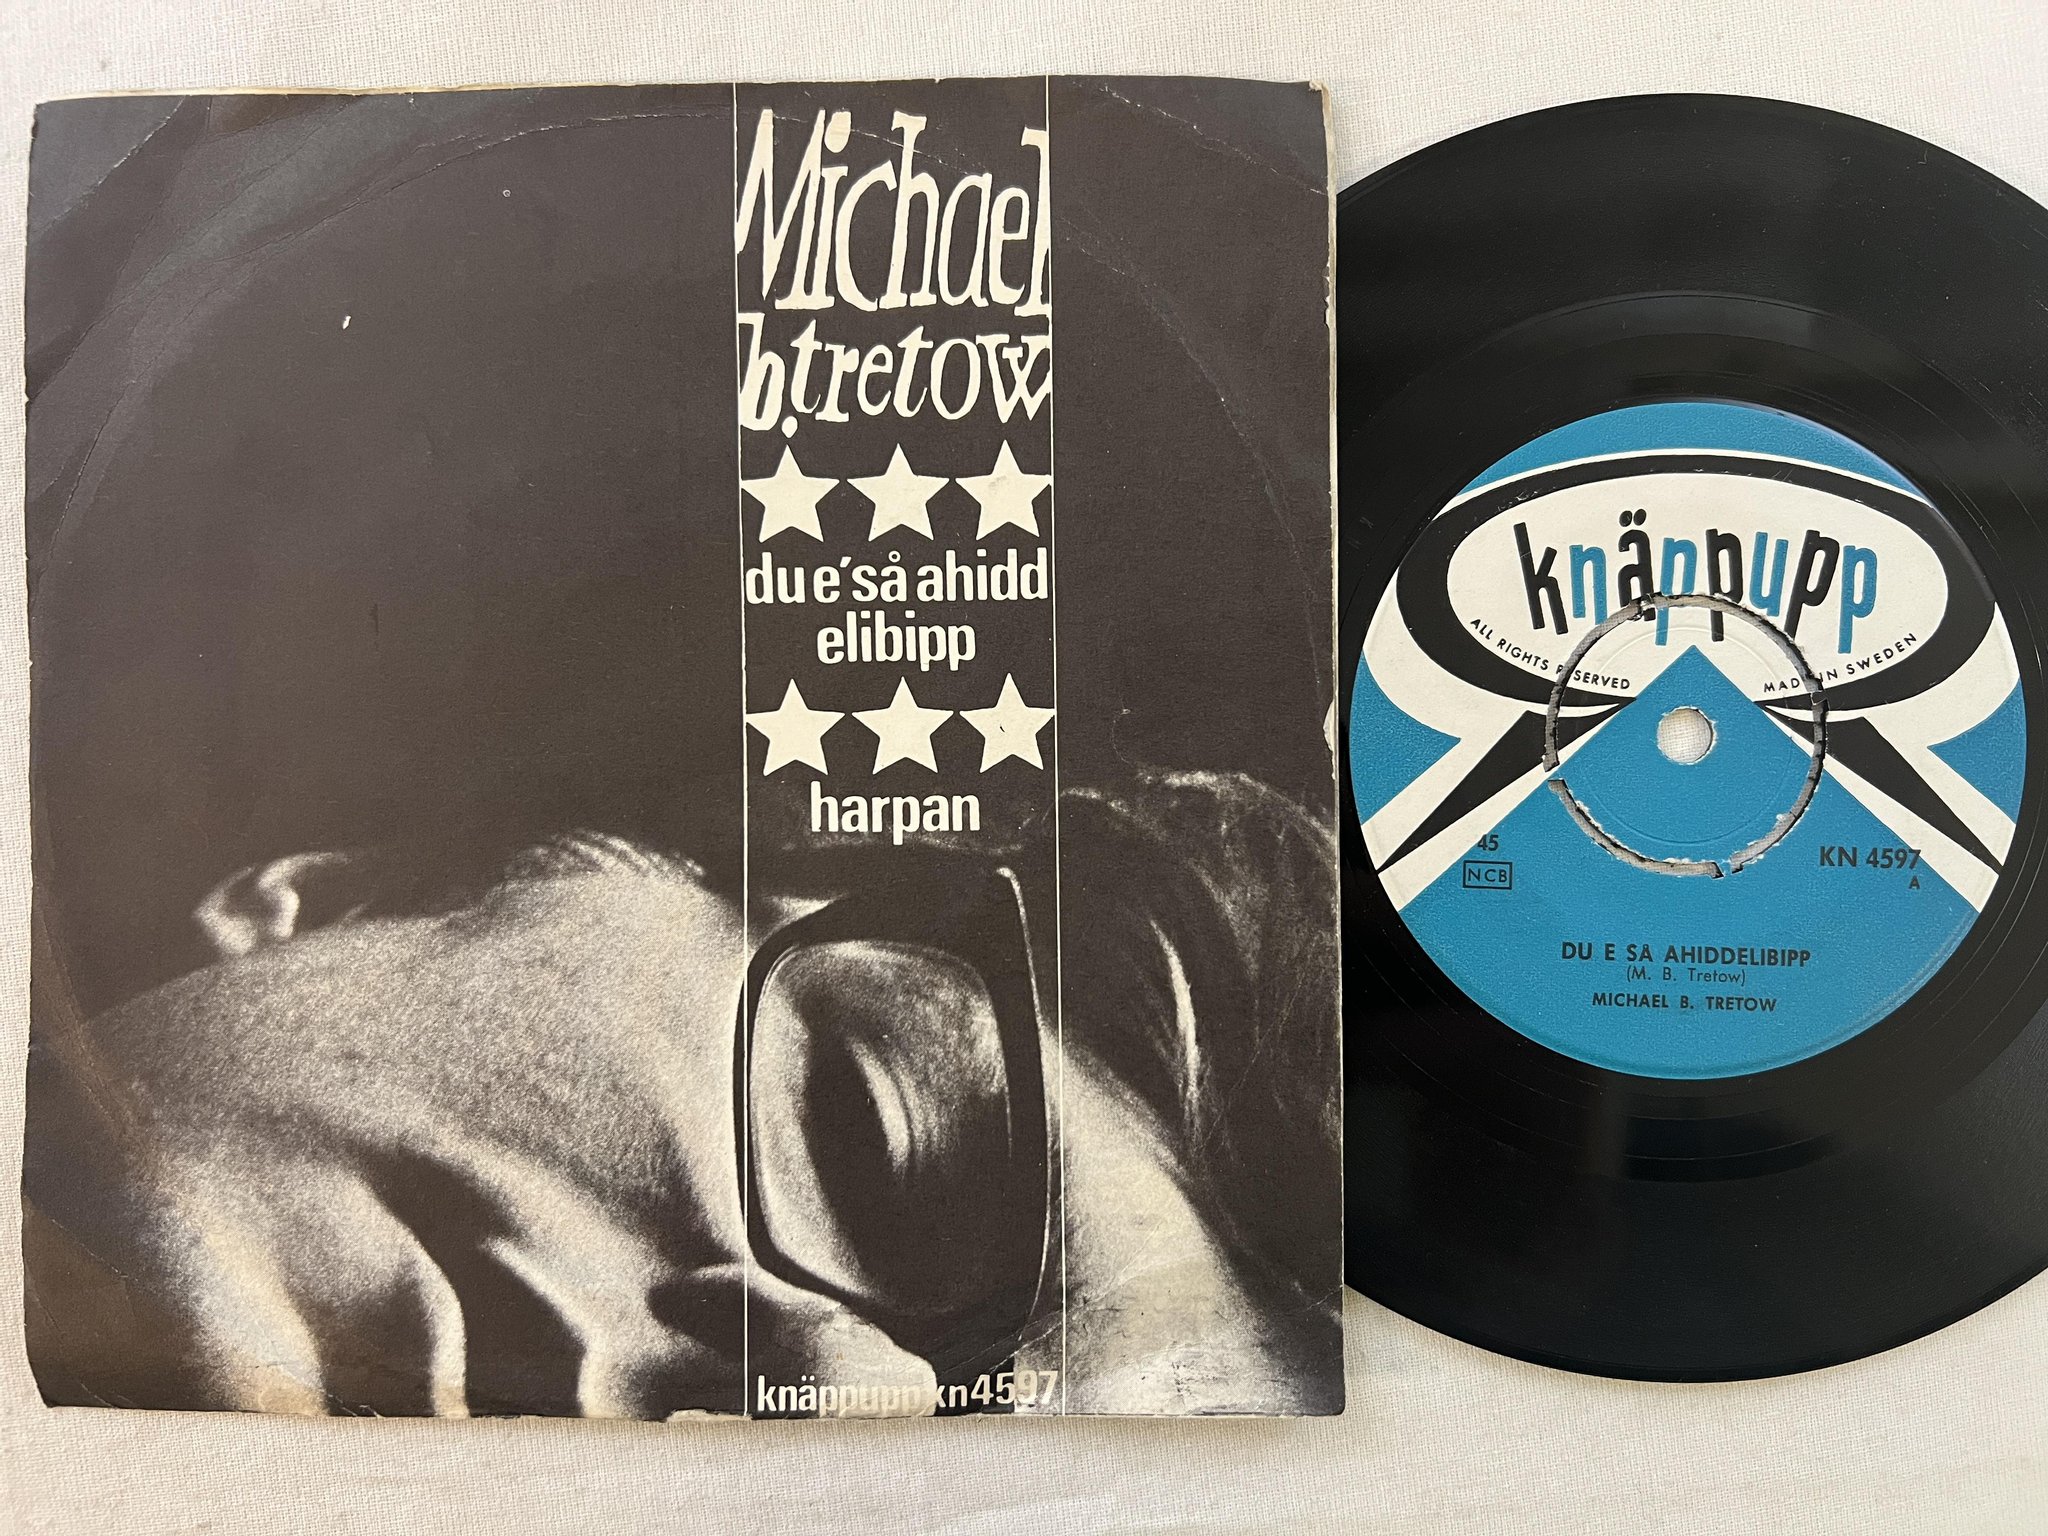 Michael
b.tretow
du e'så ahidd
elibipp
harpan
knäppupp kn4597
knäppupp
ALL RIGHTS RESERVED
MADE IN SWEDEN
45
NCB
KN 4597
A
DU E SÅ AHIDDELIBIPP
(M. B. Tretow)
MICHAEL B. TRETOW